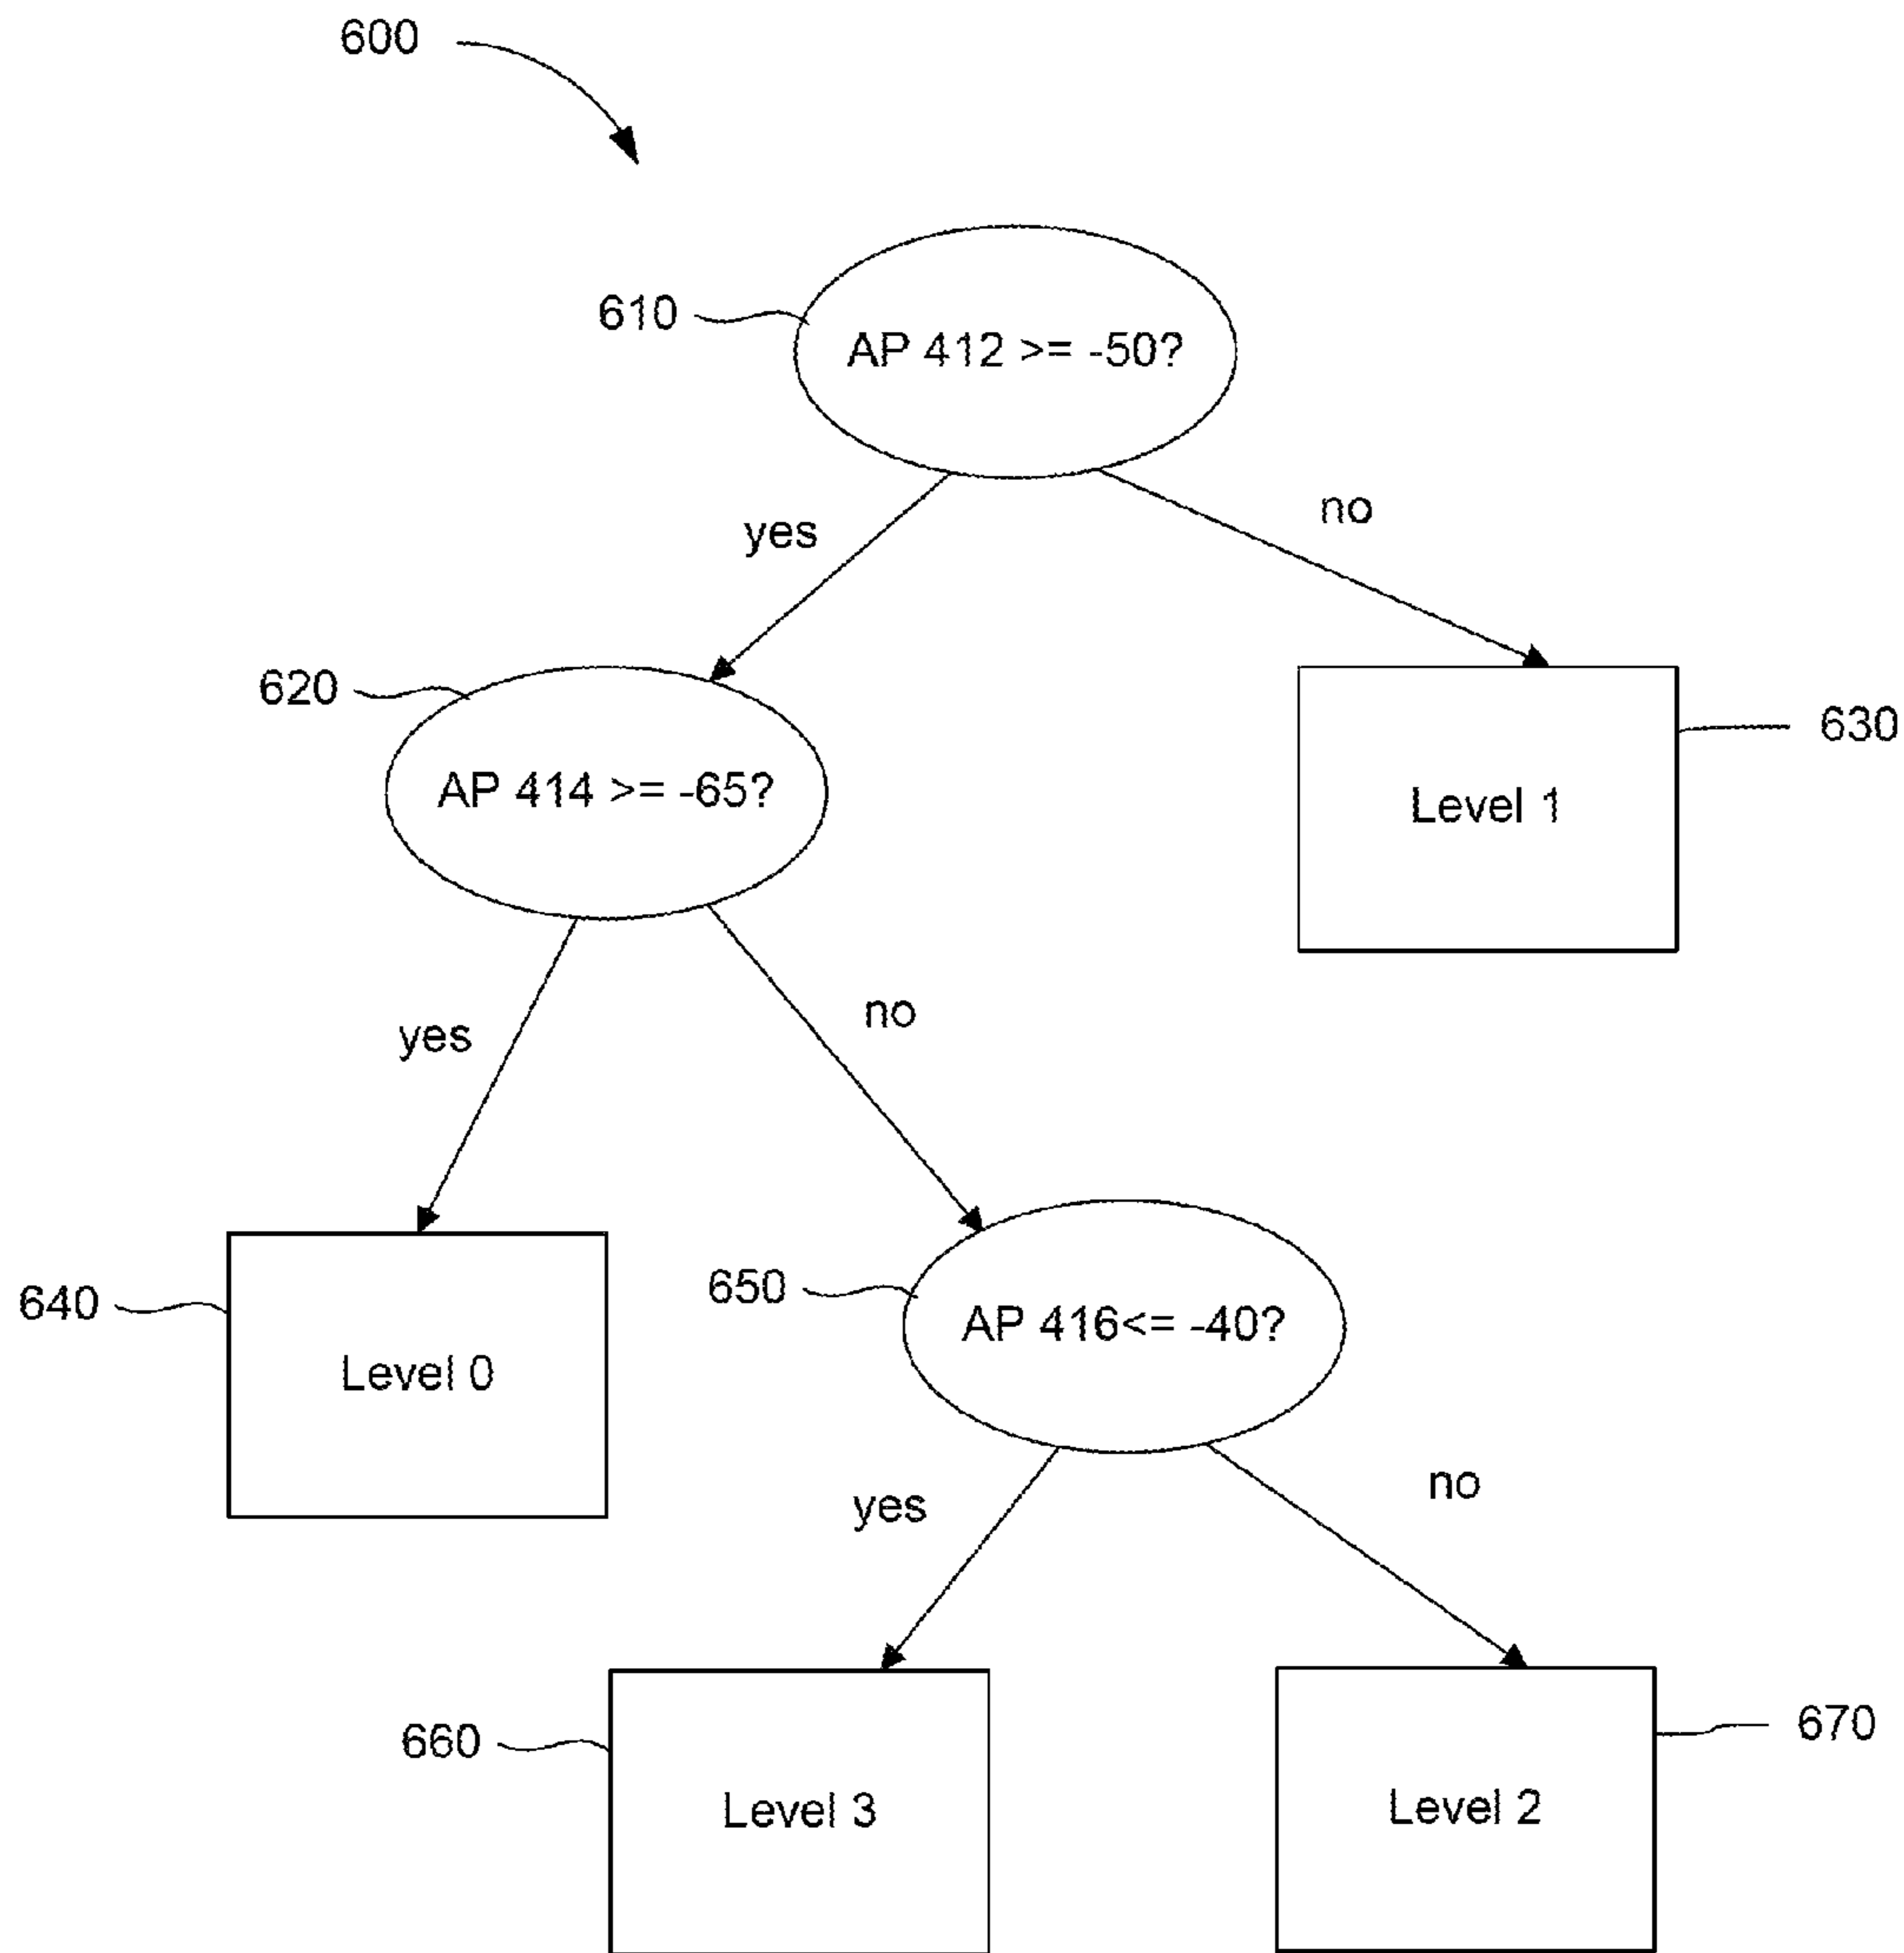 600
610
AP 412 >= -50?
yes
no
620
AP 414 >= -65?
630
Level 1
yes
no
640
Level 0
650
AP 416<= -40?
yes
no
660
Level 3
670
Level 2